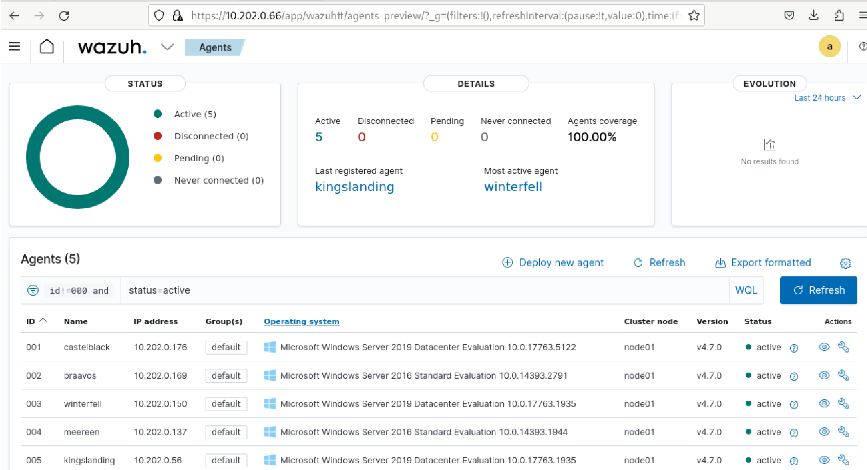 https://10.202.0.66/app/wazuh#/agents-preview/?_g=(filters:!(),refreshInterval:(pause:!t,value:0),time:(f
wazuh. Agents a
STATUS
Active (5)
Disconnected (0)
Pending (0)
Never connected (0)
DETAILS
Active Disconnected Pending Never connected Agents coverage
5 0 0 0 100.00%
Last registered agent Most active agent
kingslanding winterfell
EVOLUTION
Last 24 hours
No results found
Agents (5) Deploy new agent Refresh Export formatted
id!=000 and status=active WQL Refresh
ID Name IP address Group(s) Operating system Cluster node Version Status Actions
001 castelblack 10.202.0.176 default Microsoft Windows Server 2019 Datacenter Evaluation 10.0.17763.5122 node01 v4.7.0 active
002 braavos 10.202.0.169 default Microsoft Windows Server 2016 Standard Evaluation 10.0.14393.2791 node01 v4.7.0 active
003 winterfell 10.202.0.150 default Microsoft Windows Server 2019 Datacenter Evaluation 10.0.17763.1935 node01 v4.7.0 active
004 meereen 10.202.0.137 default Microsoft Windows Server 2016 Standard Evaluation 10.0.14393.1944 node01 v4.7.0 active
005 kingslanding 10.202.0.56 default Microsoft Windows Server 2019 Datacenter Evaluation 10.0.17763.1935 node01 v4.7.0 active